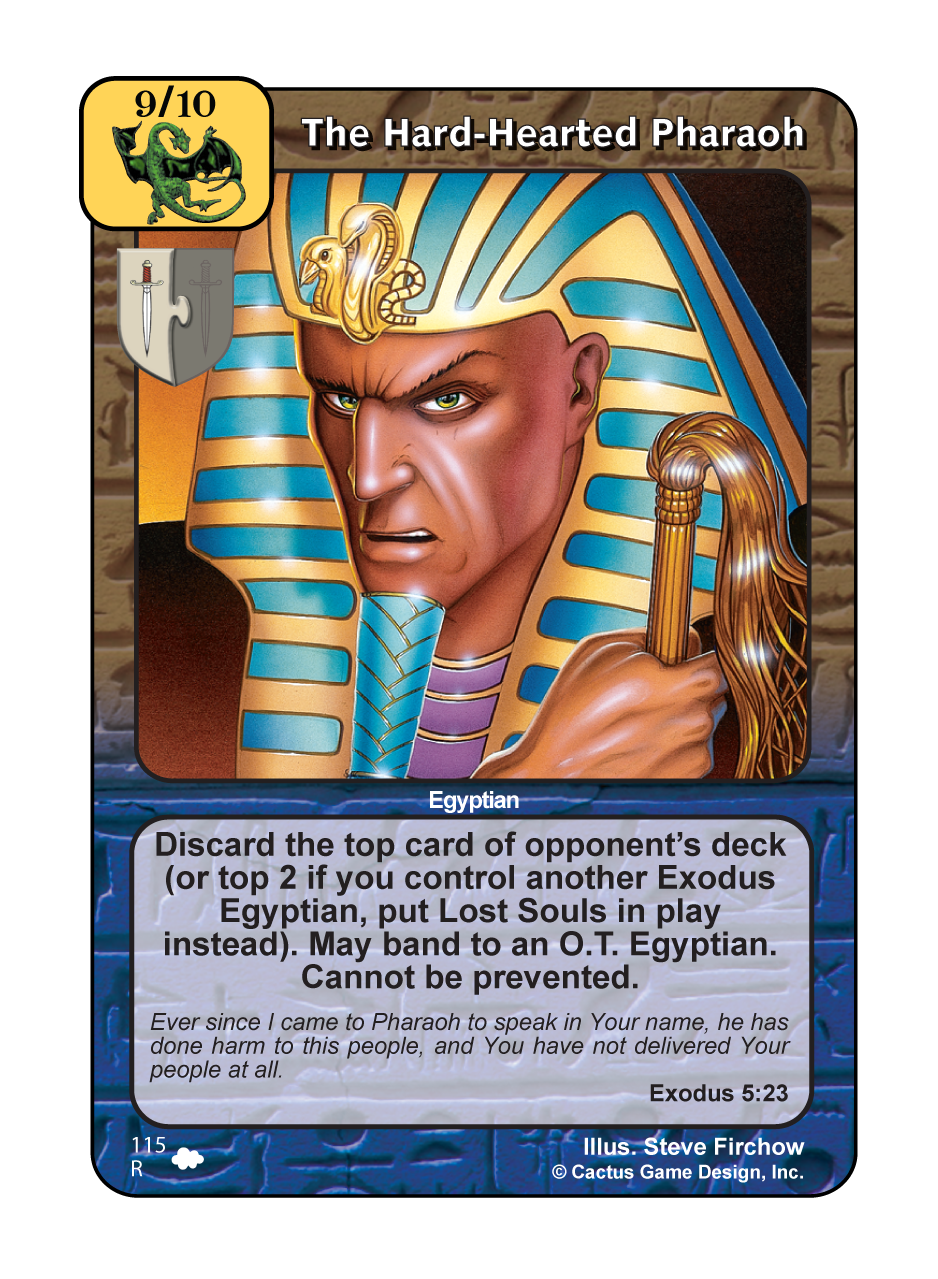 9/10
The Hard-Hearted Pharaoh
Egyptian
Discard the top card of opponent’s deck
(or top 2 if you control another Exodus
Egyptian, put Lost Souls in play
instead). May band to an O.T. Egyptian.
Cannot be prevented.
Ever since I came to Pharaoh to speak in Your name, he has
done harm to this people, and You have not delivered Your
people at all.
Exodus 5:23
115
R
Illus. Steve Firchow
© Cactus Game Design, Inc.